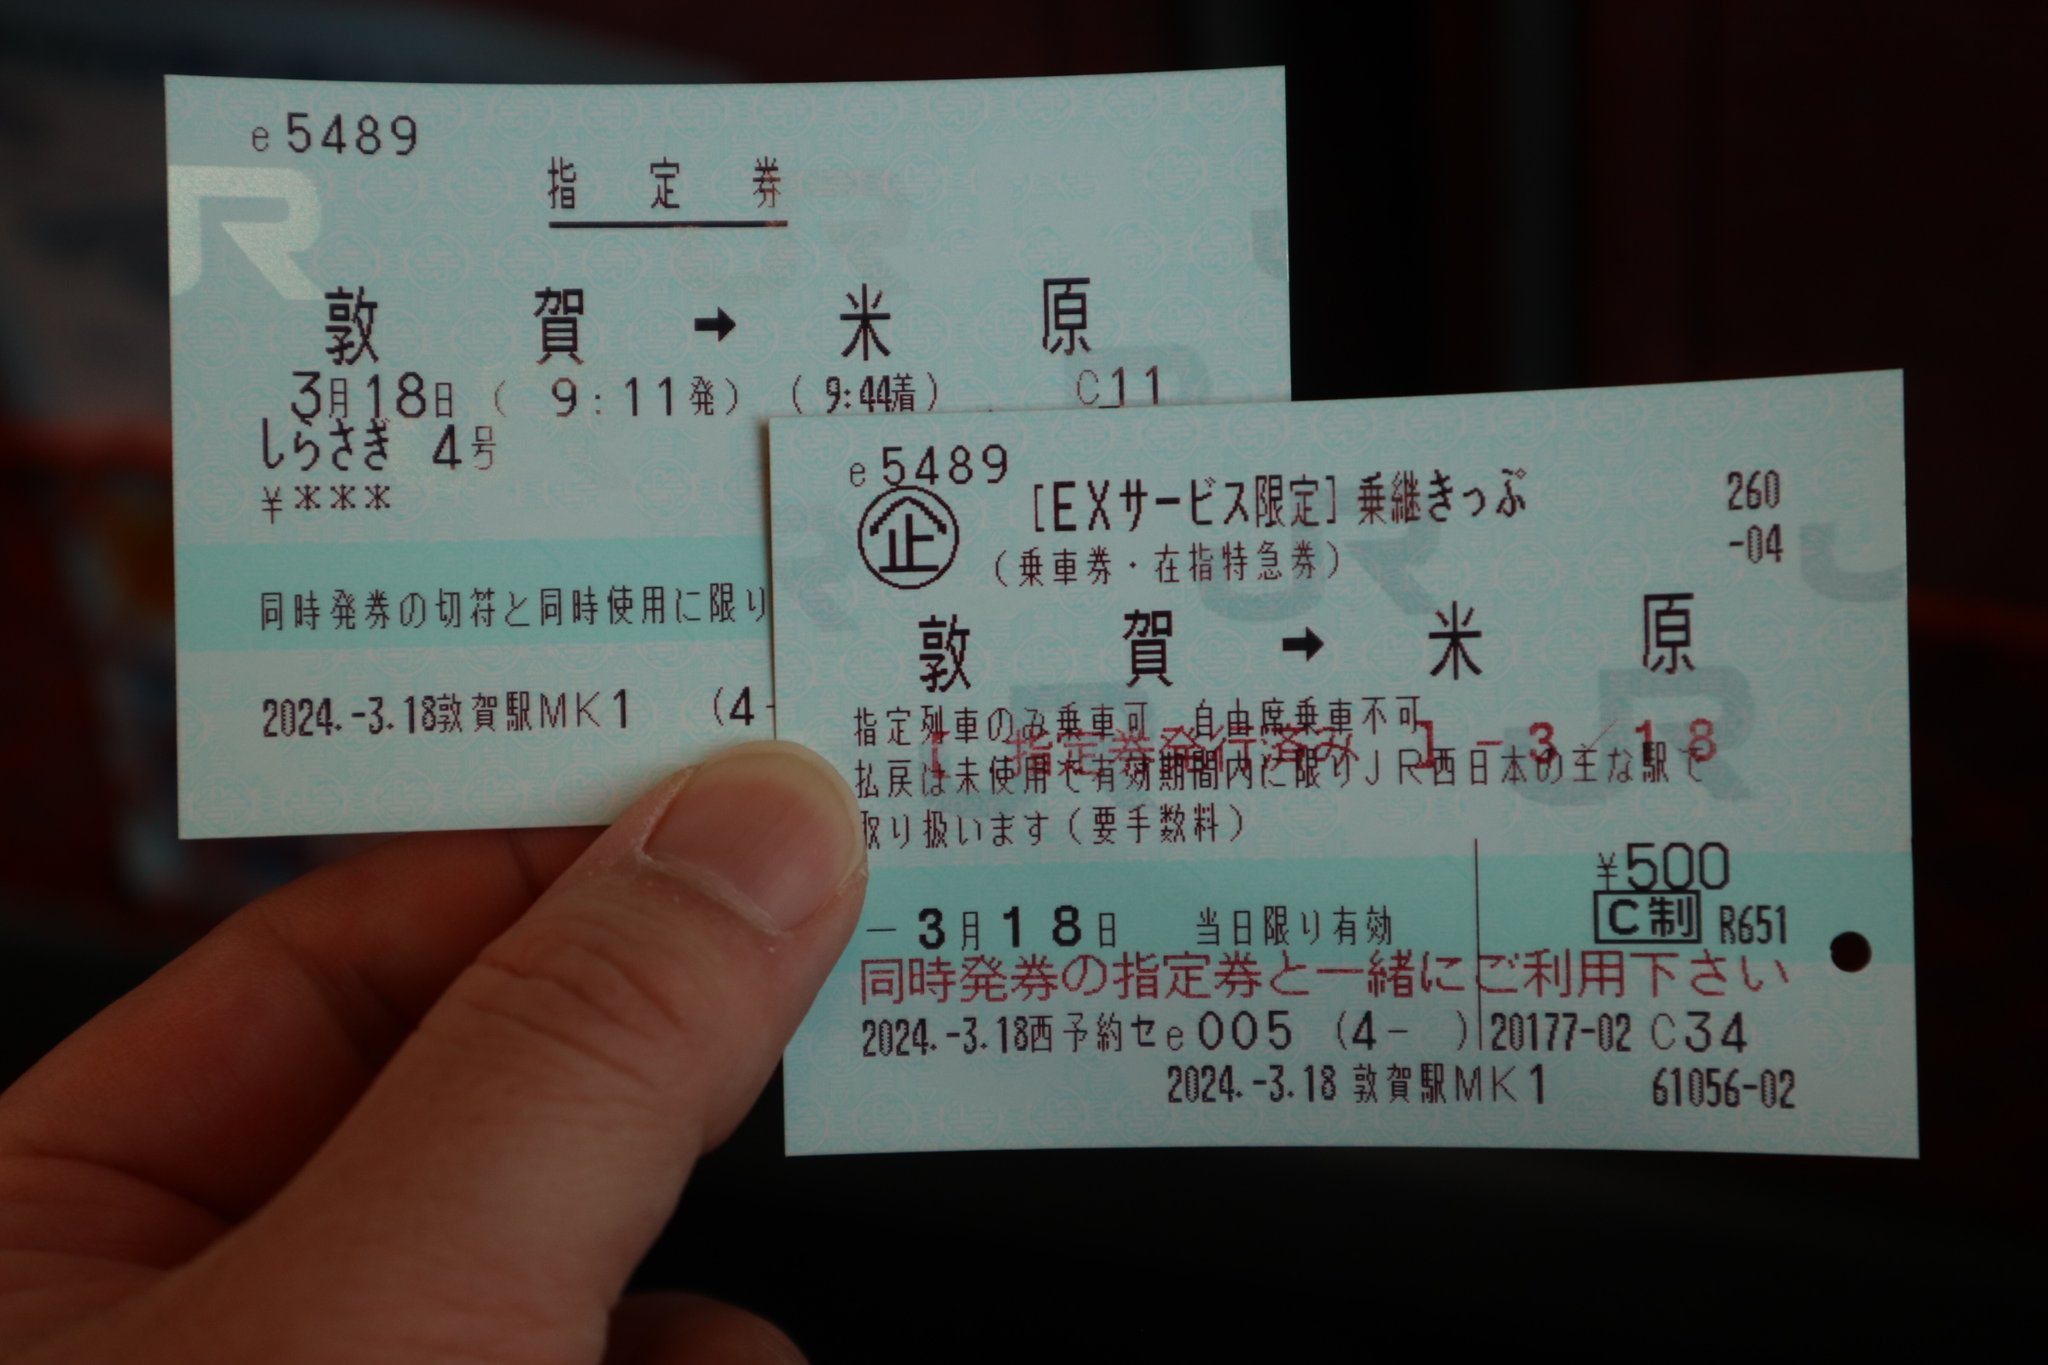 e5489
指定券
敦賀➡米原
3月18日 ( 9:11発) (9:44着) C11
しらさぎ 4号
¥***
同時発券の切符と同時使用に限り
2024.-3.18敦賀駅MK1 (4-
JR
e5489
企 [EXサービス限定]乗継きっぷ 260
(乗車券・在指特急券) -04
敦賀➡米原
指定列車のみ乗車可 自由席乗車不可
[ 指定券発行済み ] -3/18
払戻は未使用で有効期間内に限りJR西日本の主な駅で
取り扱います(要手数料)
¥500
-3月18日 当日限り有効 C制 R651
同時発券の指定券と一緒にご利用下さい
2024.-3.18西予約セe005 (4- ) 20177-02 C34
2024.-3.18 敦賀駅MK1 61056-02